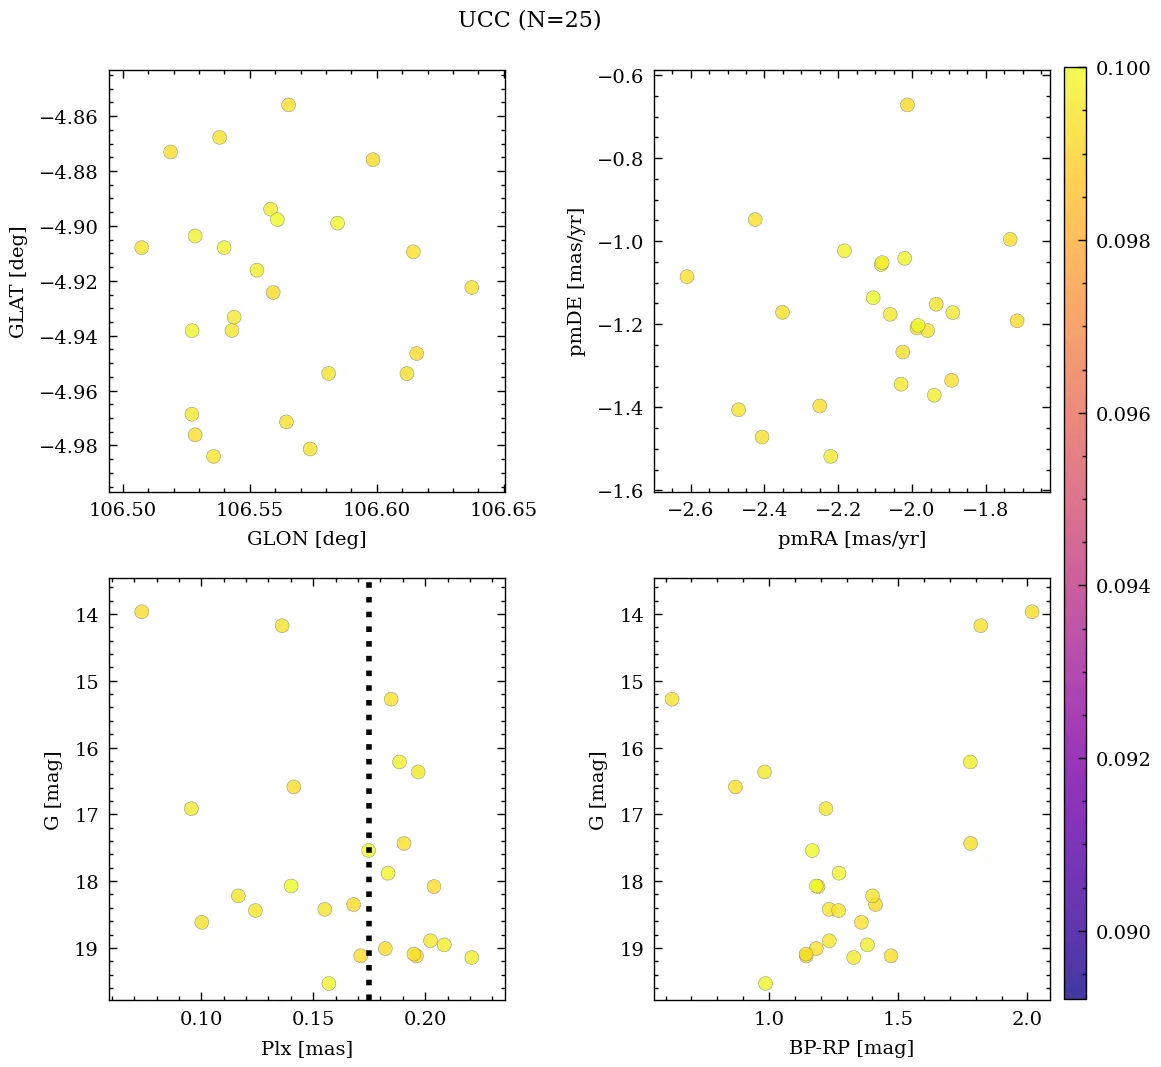 UCC (N=25)
−4.86
−4.88
−4.90
−4.92
−4.94
−4.96
−4.98
GLAT [deg]
106.50 106.55 106.60 106.65
GLON [deg]
−0.6
−0.8
−1.0
−1.2
−1.4
−1.6
pmDE [mas/yr]
−2.6 −2.4 −2.2 −2.0 −1.8
pmRA [mas/yr]
14
15
16
17
18
19
G [mag]
0.10 0.15 0.20
Plx [mas]
14
15
16
17
18
19
G [mag]
1.0 1.5 2.0
BP-RP [mag]
0.100
0.098
0.096
0.094
0.092
0.090